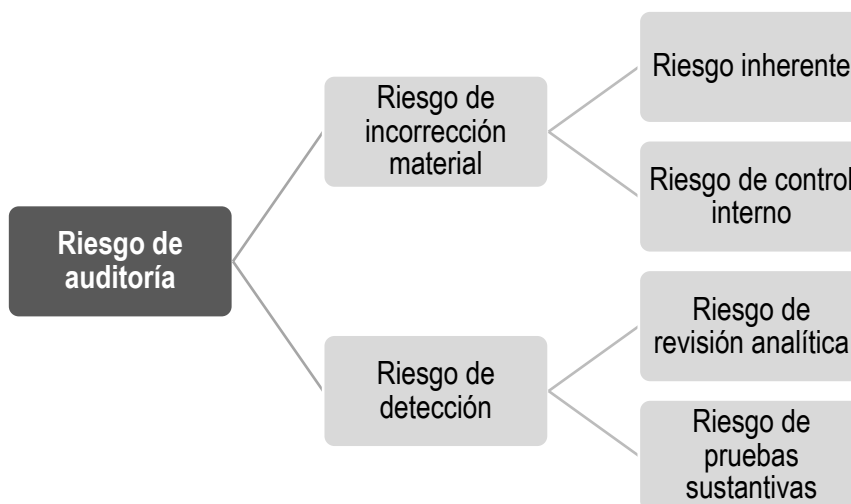 Riesgo de
auditoría
Riesgo de
incorrección
material
Riesgo de
detección
Riesgo inherente
Riesgo de control
interno
Riesgo de
revisión analítica
Riesgo de
pruebas
sustantivas